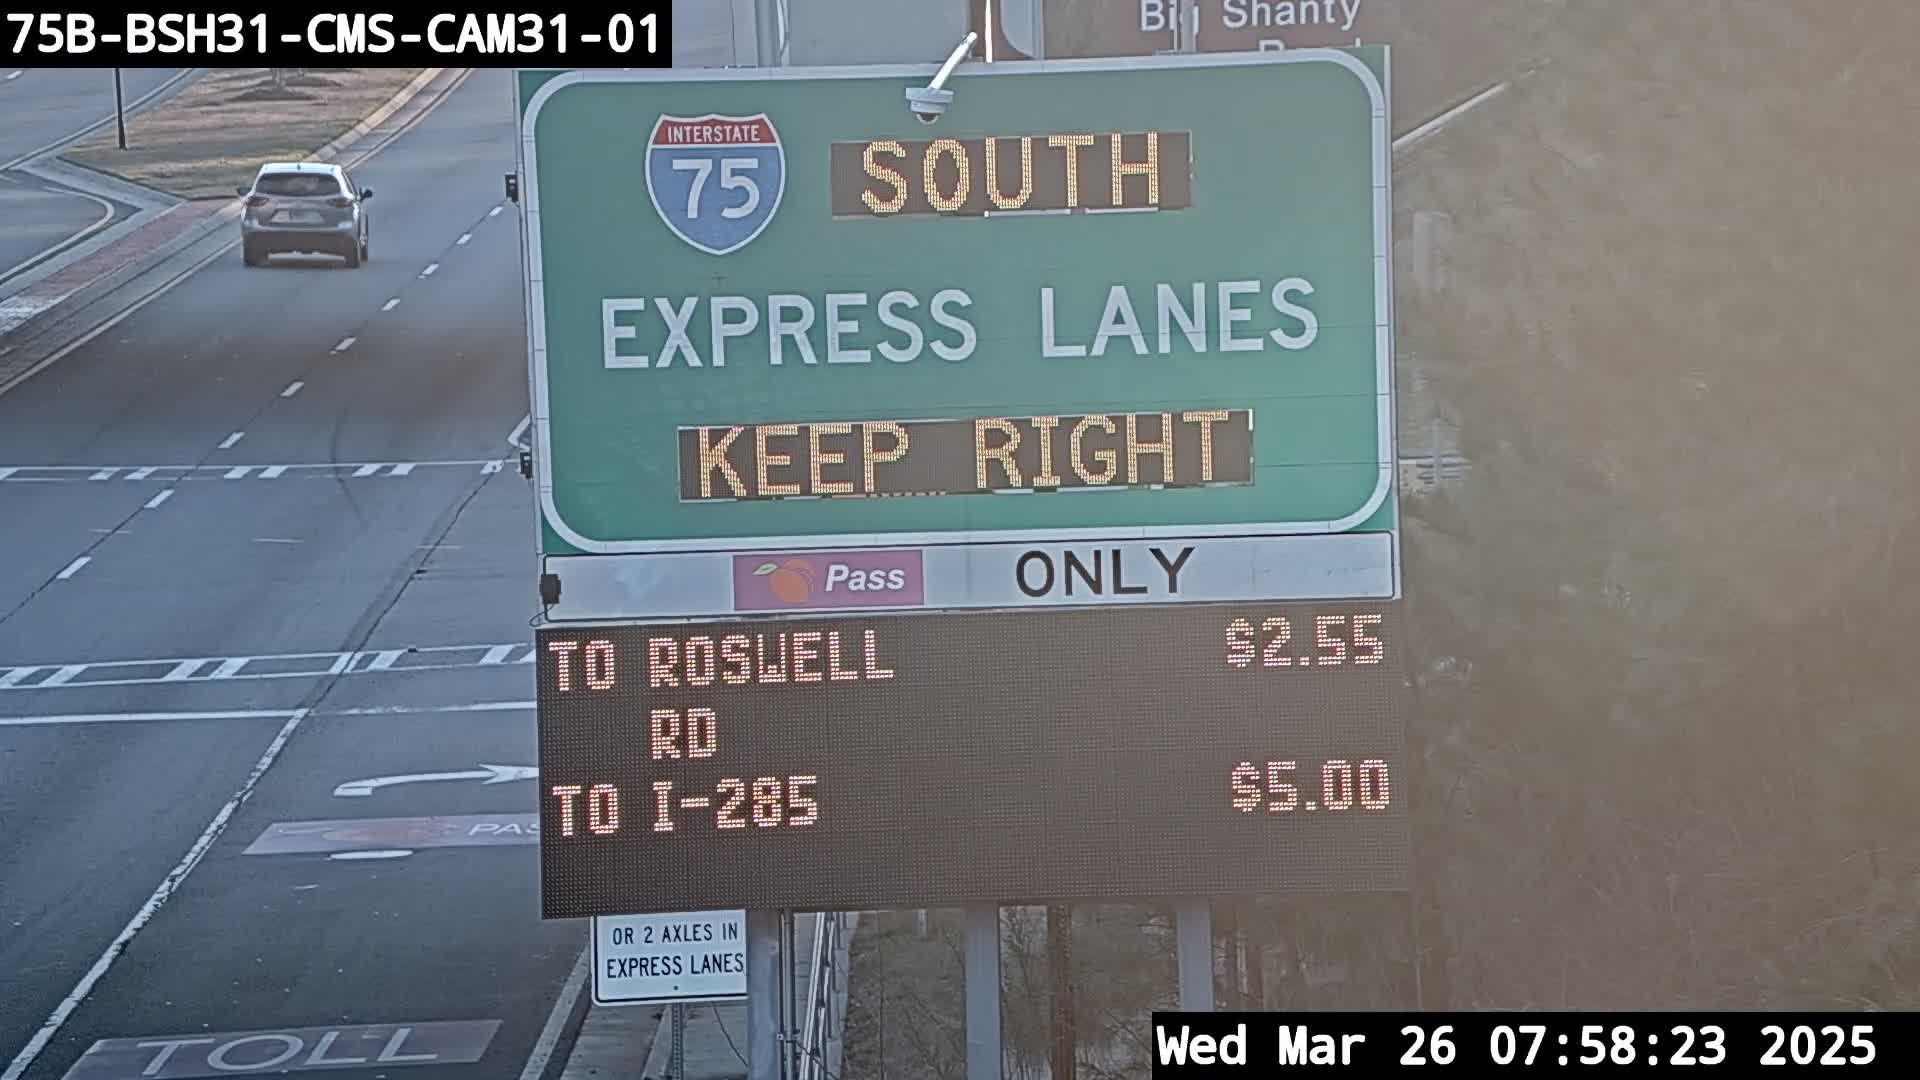 75B-BSH31-CMS-CAM31-01
Big Shanty
INTERSTATE
75
SOUTH
EXPRESS LANES
KEEP RIGHT
Pass
ONLY
TO ROSWELL $2.55
RD
TO I-285 $5.00
OR 2 AXLES IN
EXPRESS LANES
TOLL
Wed Mar 26 07:58:23 2025